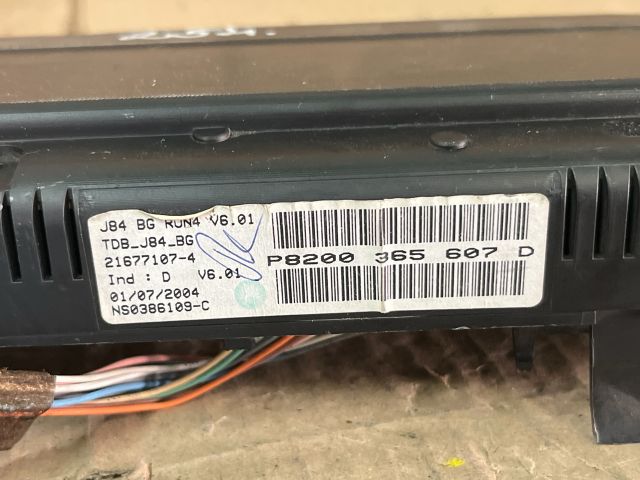 J84 BG RUN4 V6.01
TDB_J84_BG
21677107-4
Ind : D V6.01
01/07/2004
NS0386109-C
P8200 365 607 D